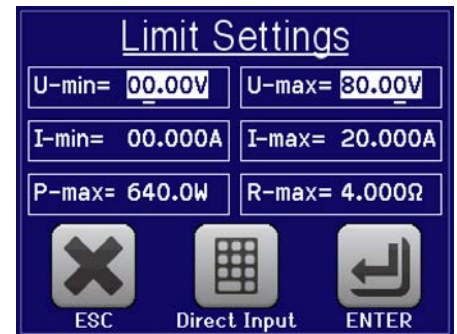 Limit Settings
U-min= 00.00V U-max= 80.00V
I-min= 00.000A I-max= 20.000A
P-max= 640.0W R-max= 4.000Ω
ESC Direct Input ENTER